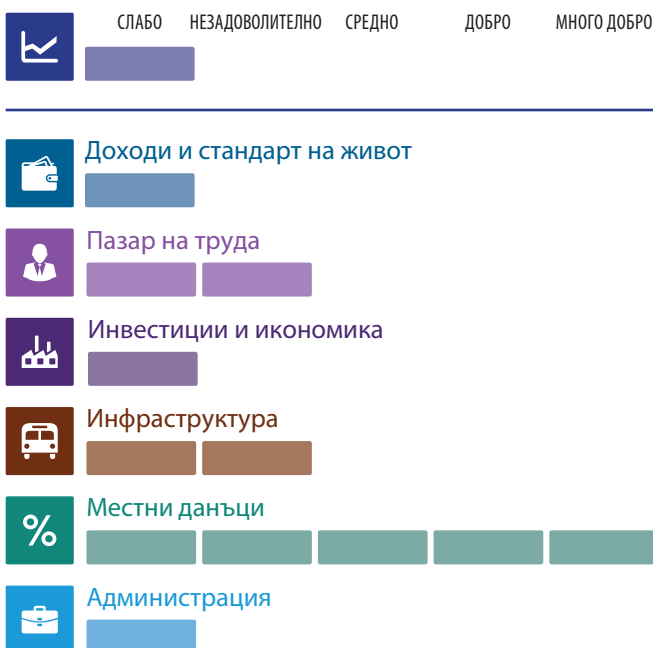 СЛАБО НЕЗАДОВОЛИТЕЛНО СРЕДНО ДОБРО МНОГО ДОБРО
Доходи и стандарт на живот
Пазар на труда
Инвестиции и икономика
Инфраструктура
Местни данъци
%
Администрация